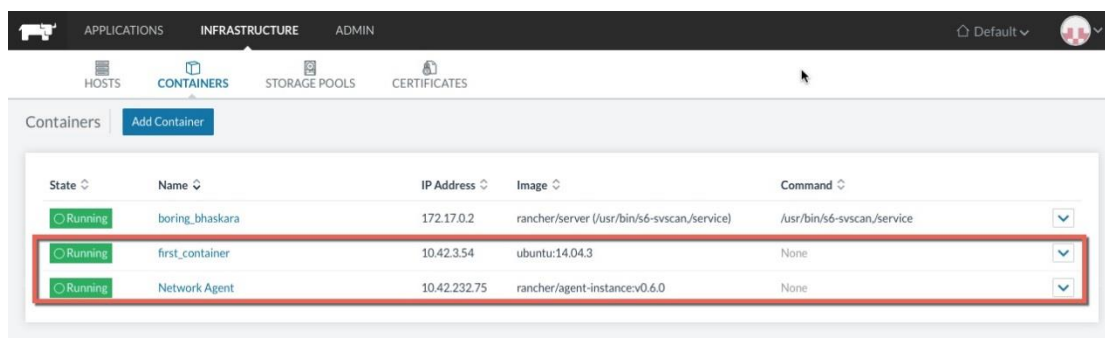 APPLICATIONS INFRASTRUCTURE ADMIN Default
HOSTS CONTAINERS STORAGE POOLS CERTIFICATES
Containers Add Container
State Name IP Address Image Command
Running boring_bhaskara 172.17.0.2 rancher/server (/usr/bin/s6-svscan,/service) /usr/bin/s6-svscan,/service
Running first_container 10.42.3.54 ubuntu:14.04.3 None
Running Network Agent 10.42.232.75 rancher/agent-instance:v0.6.0 None